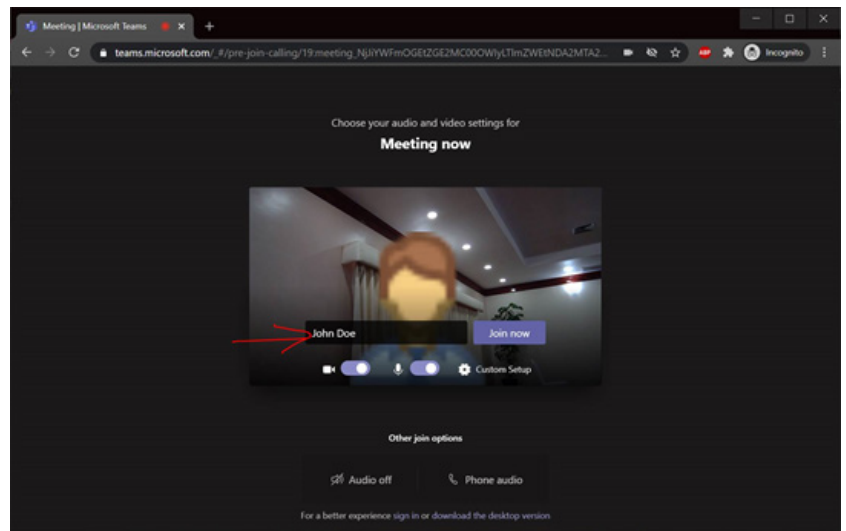 Meeting | Microsoft Teams
teams.microsoft.com/_#/pre-join-calling/19:meeting_NjJiYWFmOGEtZGE2MC00OWIyLTlmZWEtNDA2MTA2...
ABP
Incognito
Choose your audio and video settings for
Meeting now
John Doe
Join now
Custom Setup
Other join options
Audio off
Phone audio
For a better experience sign in or download the desktop version